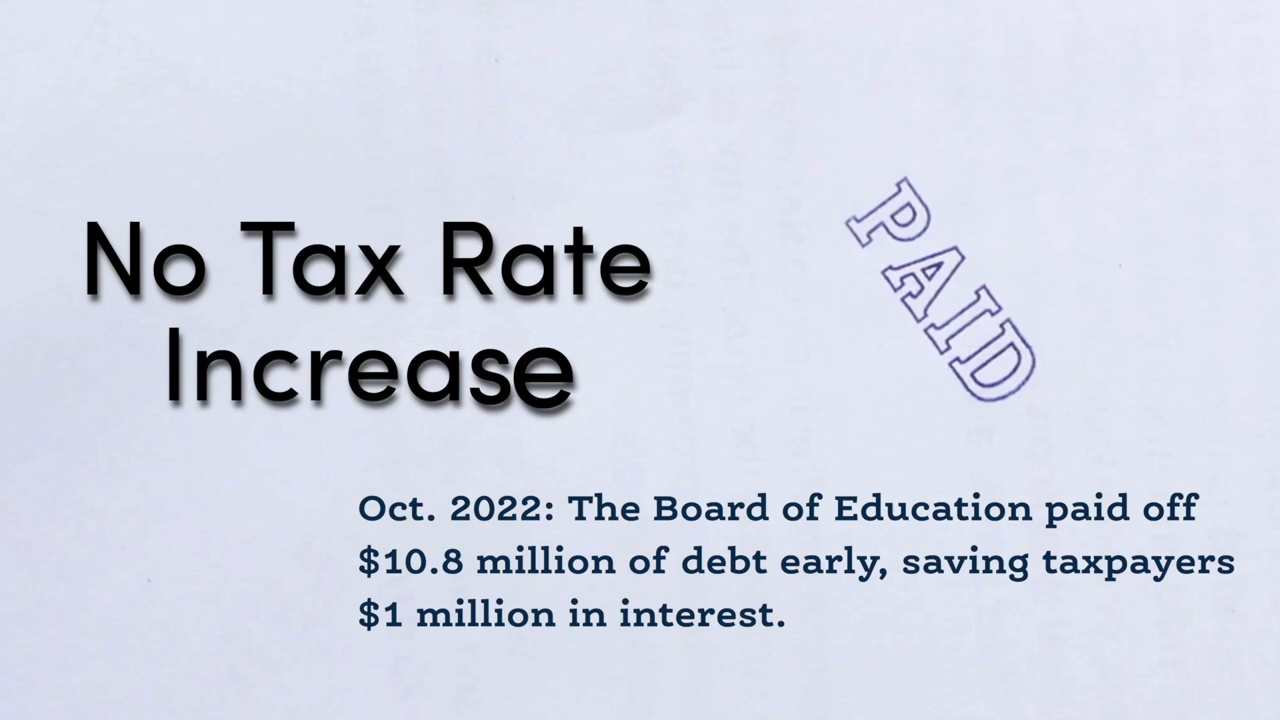 No Tax Rate
Increase
PAID
Oct. 2022: The Board of Education paid off
$10.8 million of debt early, saving taxpayers
$1 million in interest.